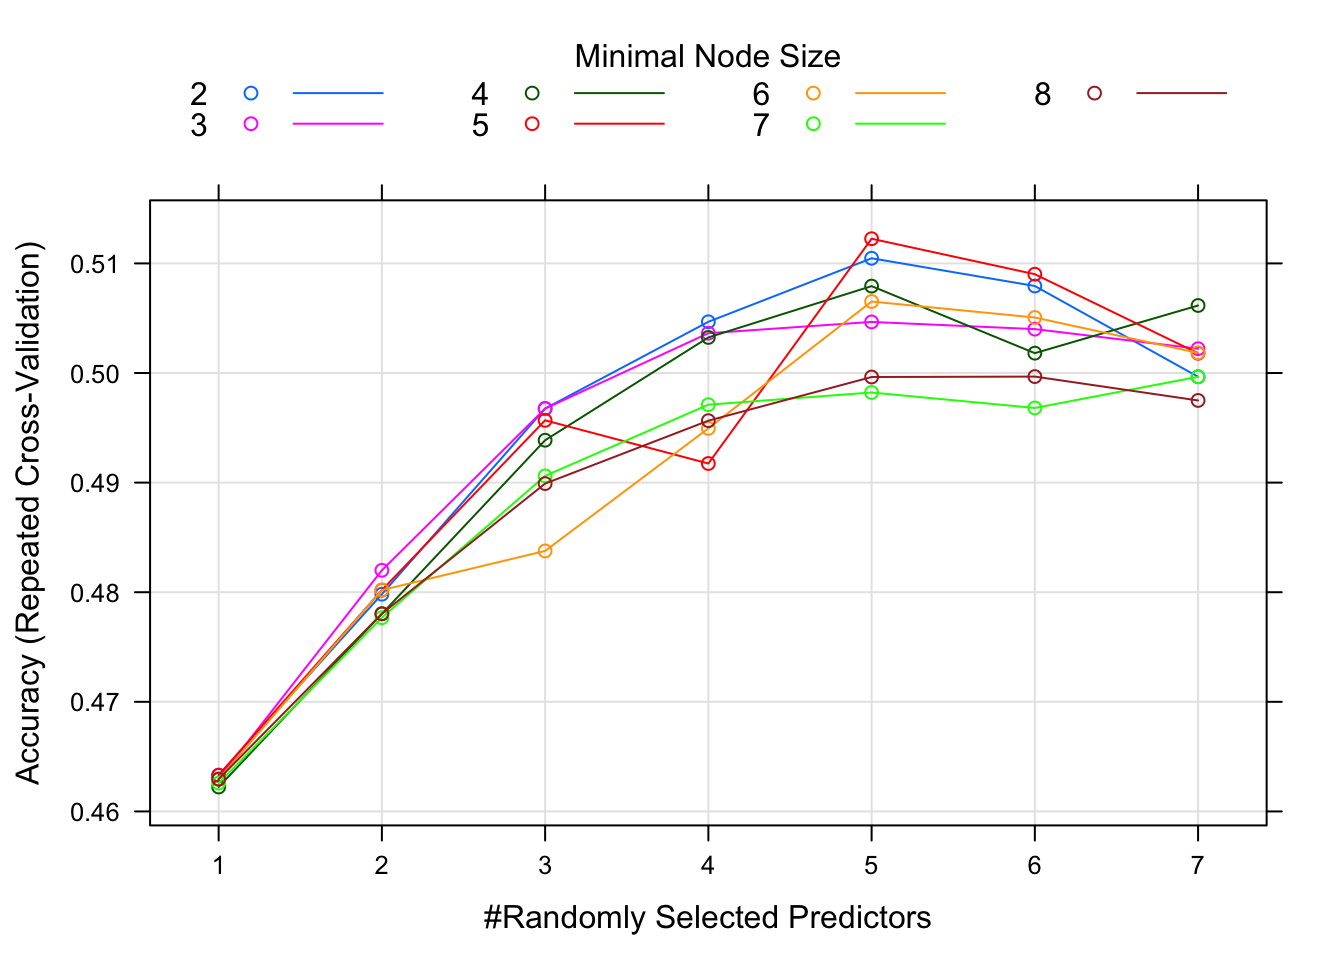 Minimal Node Size
2 4 6 8
3 5 7
Accuracy (Repeated Cross-Validation)
0.51
0.50
0.49
0.48
0.47
0.46
1 2 3 4 5 6 7
#Randomly Selected Predictors